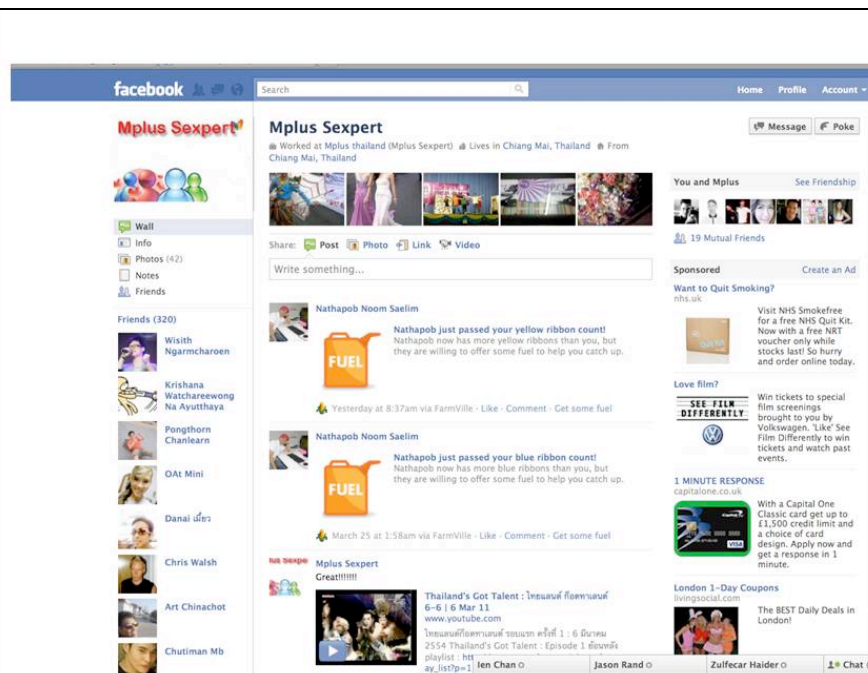 facebook
Search
Home Profile Account
Mplus Sexpert
Mplus Sexpert
Message Poke
Worked at Mplus thailand (Mplus Sexpert) Lives in Chiang Mai, Thailand From
Chiang Mai, Thailand
Wall
Info
Photos (42)
Notes
Friends
Friends (320)
Wisith
Ngarmcharoen
Krishana
Watchareewong
Na Ayutthaya
Pongthorn
Chanlearn
OAt Mini
Danai เมี่ยว
Chris Walsh
Art Chinachot
Chutiman Mb
Share: Post Photo Link Video
Write something...
Nathapob Noom Saelim
FUEL
Nathapob just passed your yellow ribbon count!
Nathapob now has more yellow ribbons than you, but
they are willing to offer some fuel to help you catch up.
Yesterday at 8:37am via FarmVille · Like · Comment · Get some fuel
Nathapob Noom Saelim
FUEL
Nathapob just passed your blue ribbon count!
Nathapob now has more blue ribbons than you, but
they are willing to offer some fuel to help you catch up.
March 25 at 1:58am via FarmVille · Like · Comment · Get some fuel
Mplus Sexpert
Great!!!!!!!
Thailand's Got Talent : ไทยแลนด์ ก็อตทาเลนต์
6-6 | 6 Mar 11
www.youtube.com
ไทยแลนด์ก็อตทาเลนต์ รอบแรก ครั้งที่ 1 : 6 มีนาคม
2554 Thailand's Got Talent : Episode 1 ย้อนหลัง
playlist : htt
ay_list?p=1
You and Mplus See Friendship
19 Mutual Friends
Sponsored Create an Ad
Want to Quit Smoking?
nhs.uk
Visit NHS Smokefree
for a free NHS Quit Kit.
Now with a free NRT
voucher only while
stocks last! So hurry
and order online today.
Love film?
SEE FILM
DIFFERENTLY
Win tickets to special
film screenings
brought to you by
Volkswagen. 'Like' See
Film Differently to win
tickets and watch past
events.
1 MINUTE RESPONSE
capitalone.co.uk
VISA
With a Capital One
Classic card get up to
£1,500 credit limit and
a choice of card
design. Apply now and
get a response in 1
minute.
London 1-Day Coupons
livingsocial.com
The BEST Daily Deals in
London!
Ien Chan Jason Rand Zulfecar Haider Chat